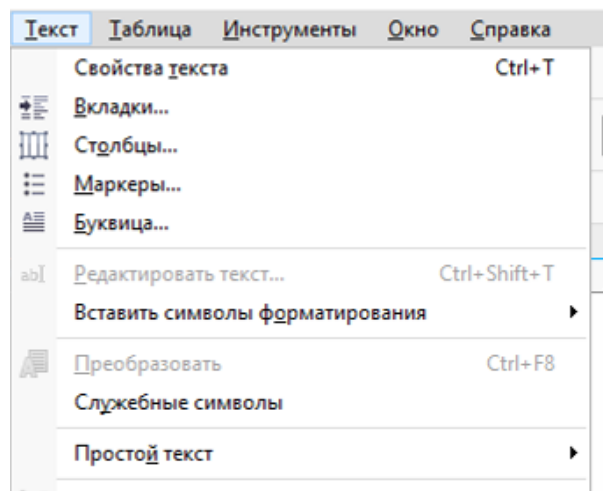 Текст Таблица Инструменты Окно Справка
Свойства текста Ctrl+T
Вкладки...
Столбцы...
Маркеры...
Буквица...
abI Редактировать текст... Ctrl+Shift+T
Вставить символы форматирования
Преобразовать Ctrl+F8
Служебные символы
Простой текст